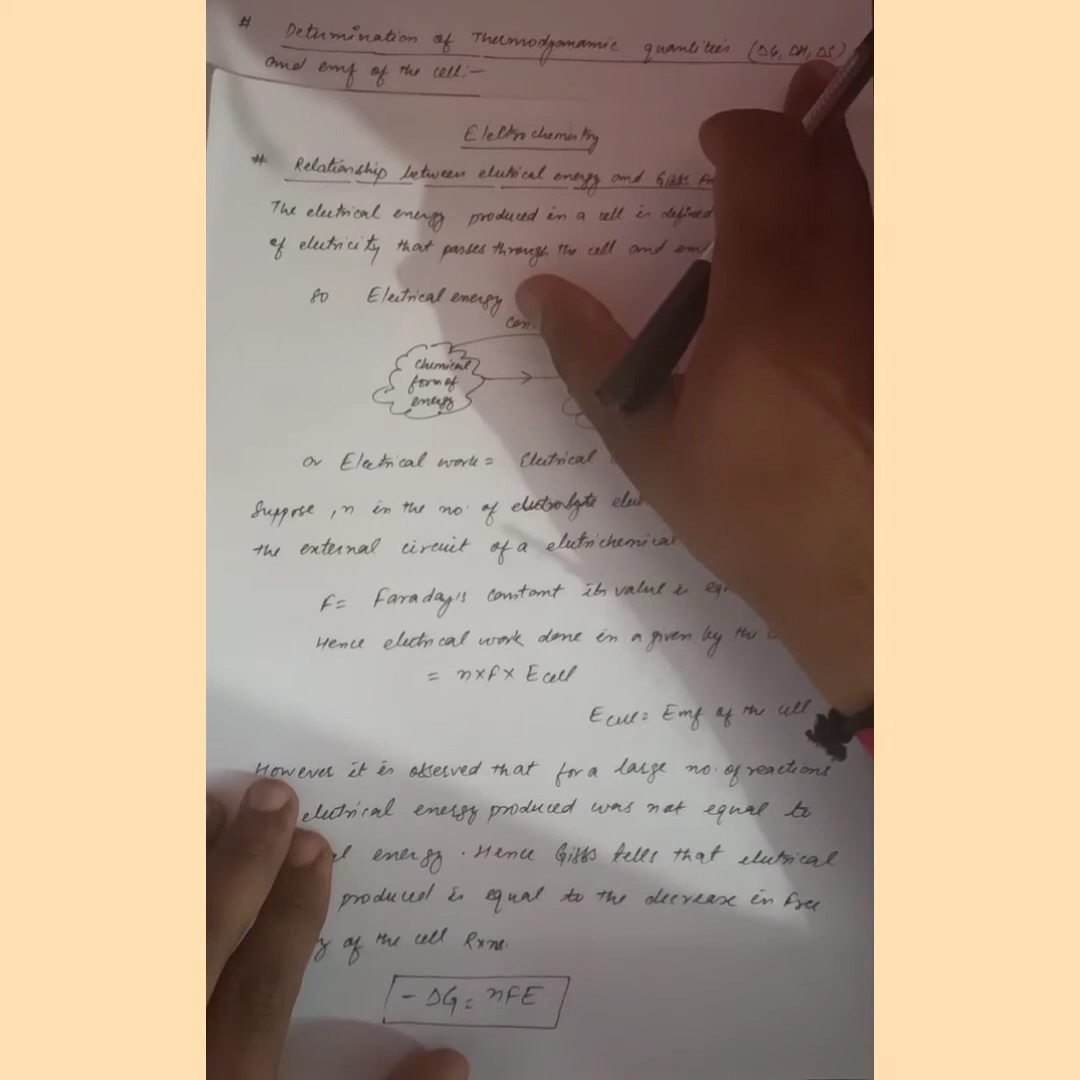 # Determination of Thermodynamic quantities (ΔG, ΔH, ΔS)
and emf of the cell:-
Electrochemistry
# Relationship between electrical energy and Gibbs
The electrical energy produced in a cell is defined
of electricity that passes through the cell and
so Electrical energy
Chemical
form of
energy
or Electrical work = Electrical
Suppose, n in the no. of
the external circuit of a
F = Faraday's constant its value is
Hence electrical work done in a given by the
= n×F× Ecell
Ecell = Emf of the cell
However it is observed that for a large no. of reactions
electrical energy produced was not equal to
energy. Hence Gibbs tells that electrical
produced is equal to the decrease in free
of the cell Rxns.
-ΔG = nFE